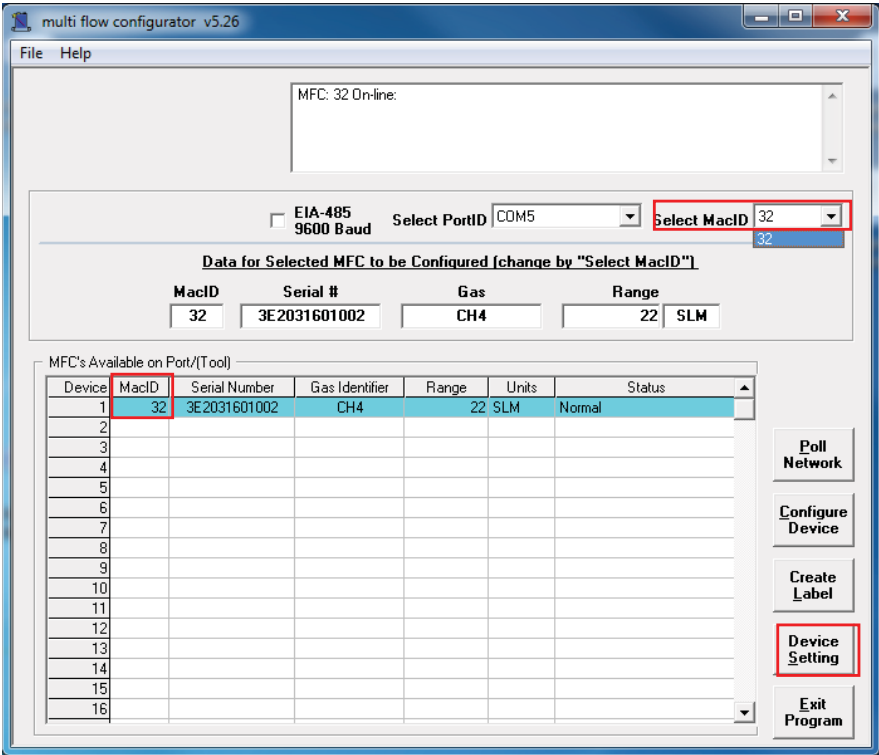 multi flow configurator v5.26
File Help
MFC: 32 On-line:
EIA-485
9600 Baud
Select PortID COM5
Select MacID 32
32
Data for Selected MFC to be Configured (change by "Select MacID")
MacID Serial # Gas Range
32 3E2031601002 CH4 22 SLM
MFC's Available on Port/(Tool)
Device MacID Serial Number Gas Identifier Range Units Status
1 32 3E2031601002 CH4 22 SLM Normal
2
3
4
5
6
7
8
9
10
11
12
13
14
15
16
Poll
Network
Configure
Device
Create
Label
Device
Setting
Exit
Program